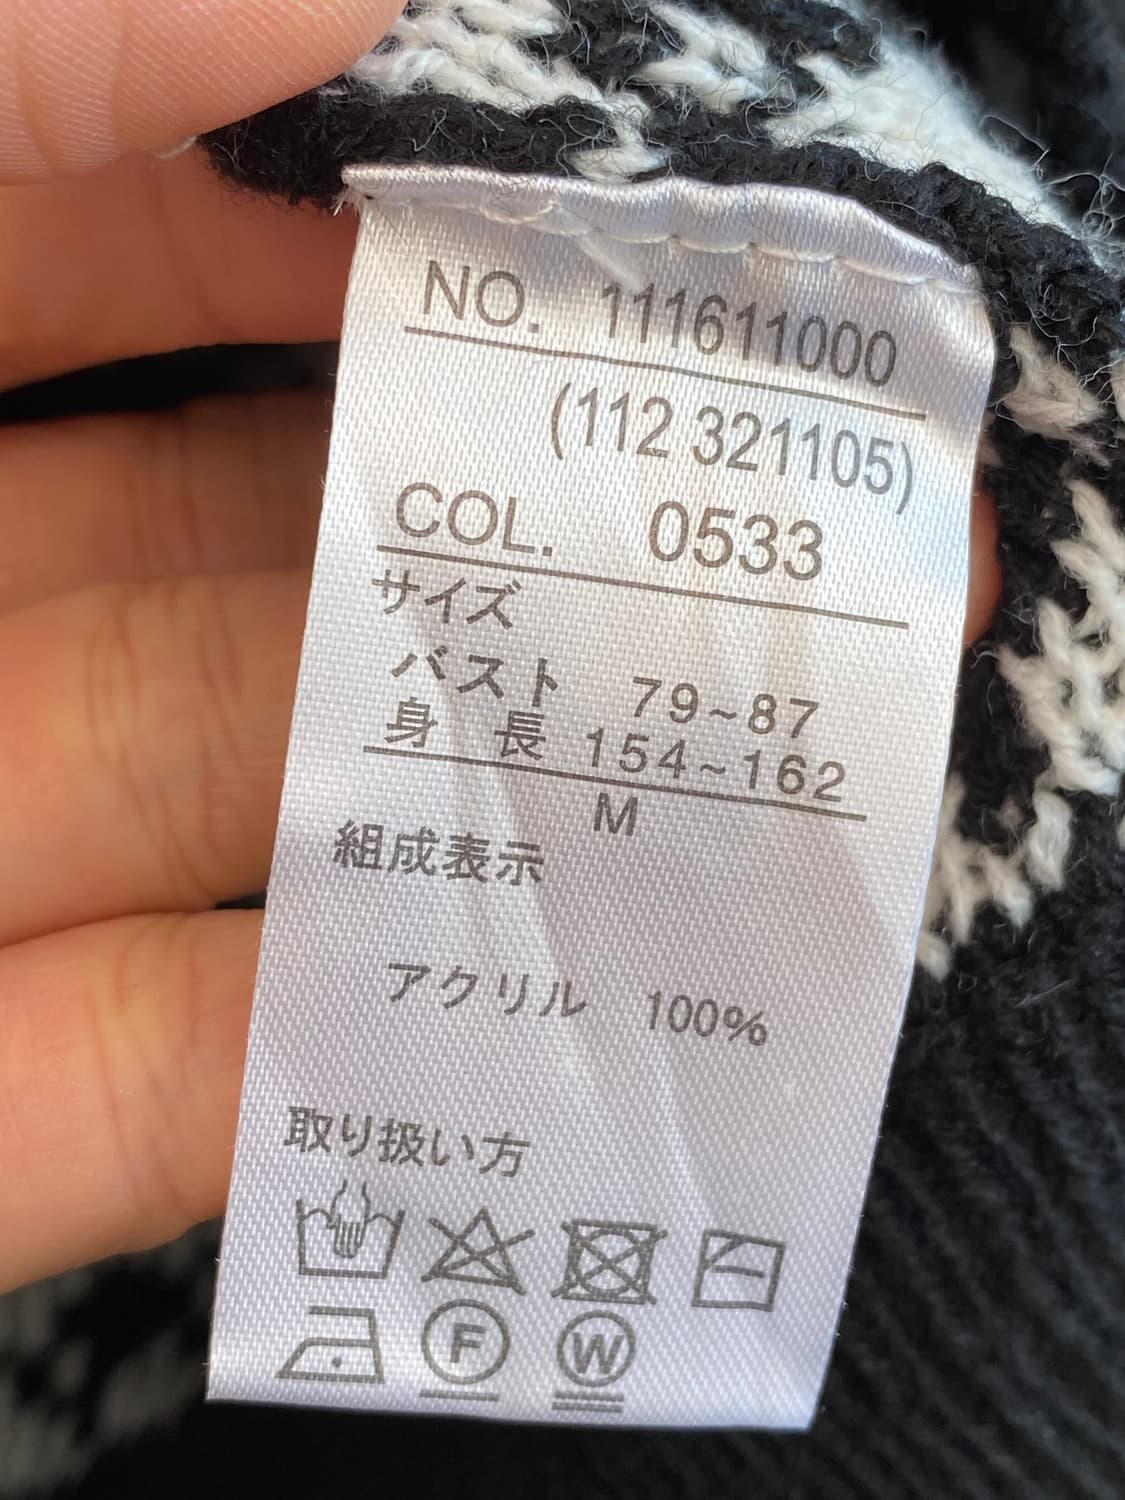 NO. 111611000
(112 321105)
COL. 0533
サイズ
バスト 79~87
身 長 154~162
M
組成表示
アクリル 100%
取り扱い方
F W